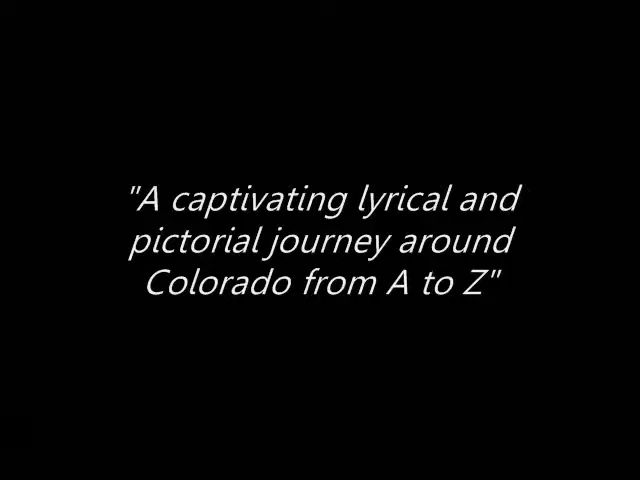 "A captivating lyrical and
pictorial journey around
Colorado from A to Z"